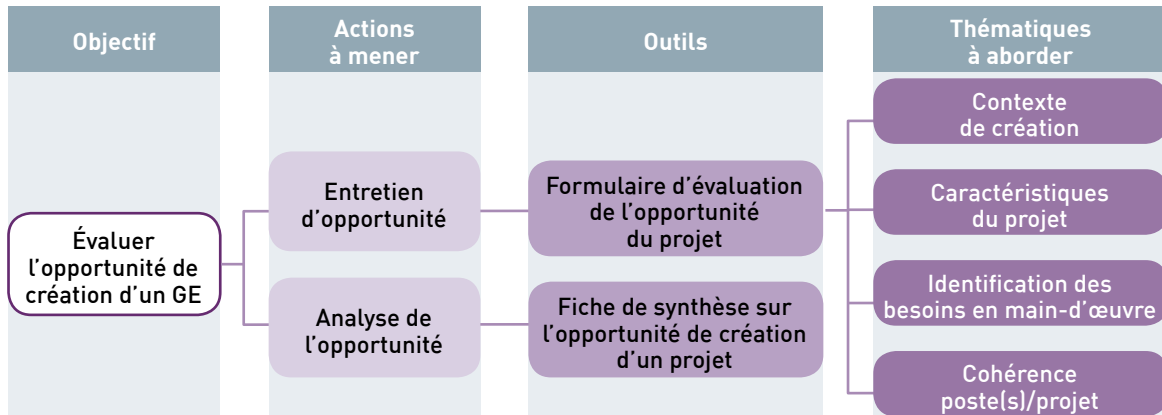 Objectif
Actions
à mener
Outils
Thématiques
à aborder
Évaluer
l’opportunité de
création d’un GE
Entretien
d’opportunité
Analyse de
l’opportunité
Formulaire d’évaluation
de l’opportunité
du projet
Fiche de synthèse sur
l’opportunité de création
d’un projet
Contexte
de création
Caractéristiques
du projet
Identification des
besoins en main-d’œuvre
Cohérence
poste(s)/projet